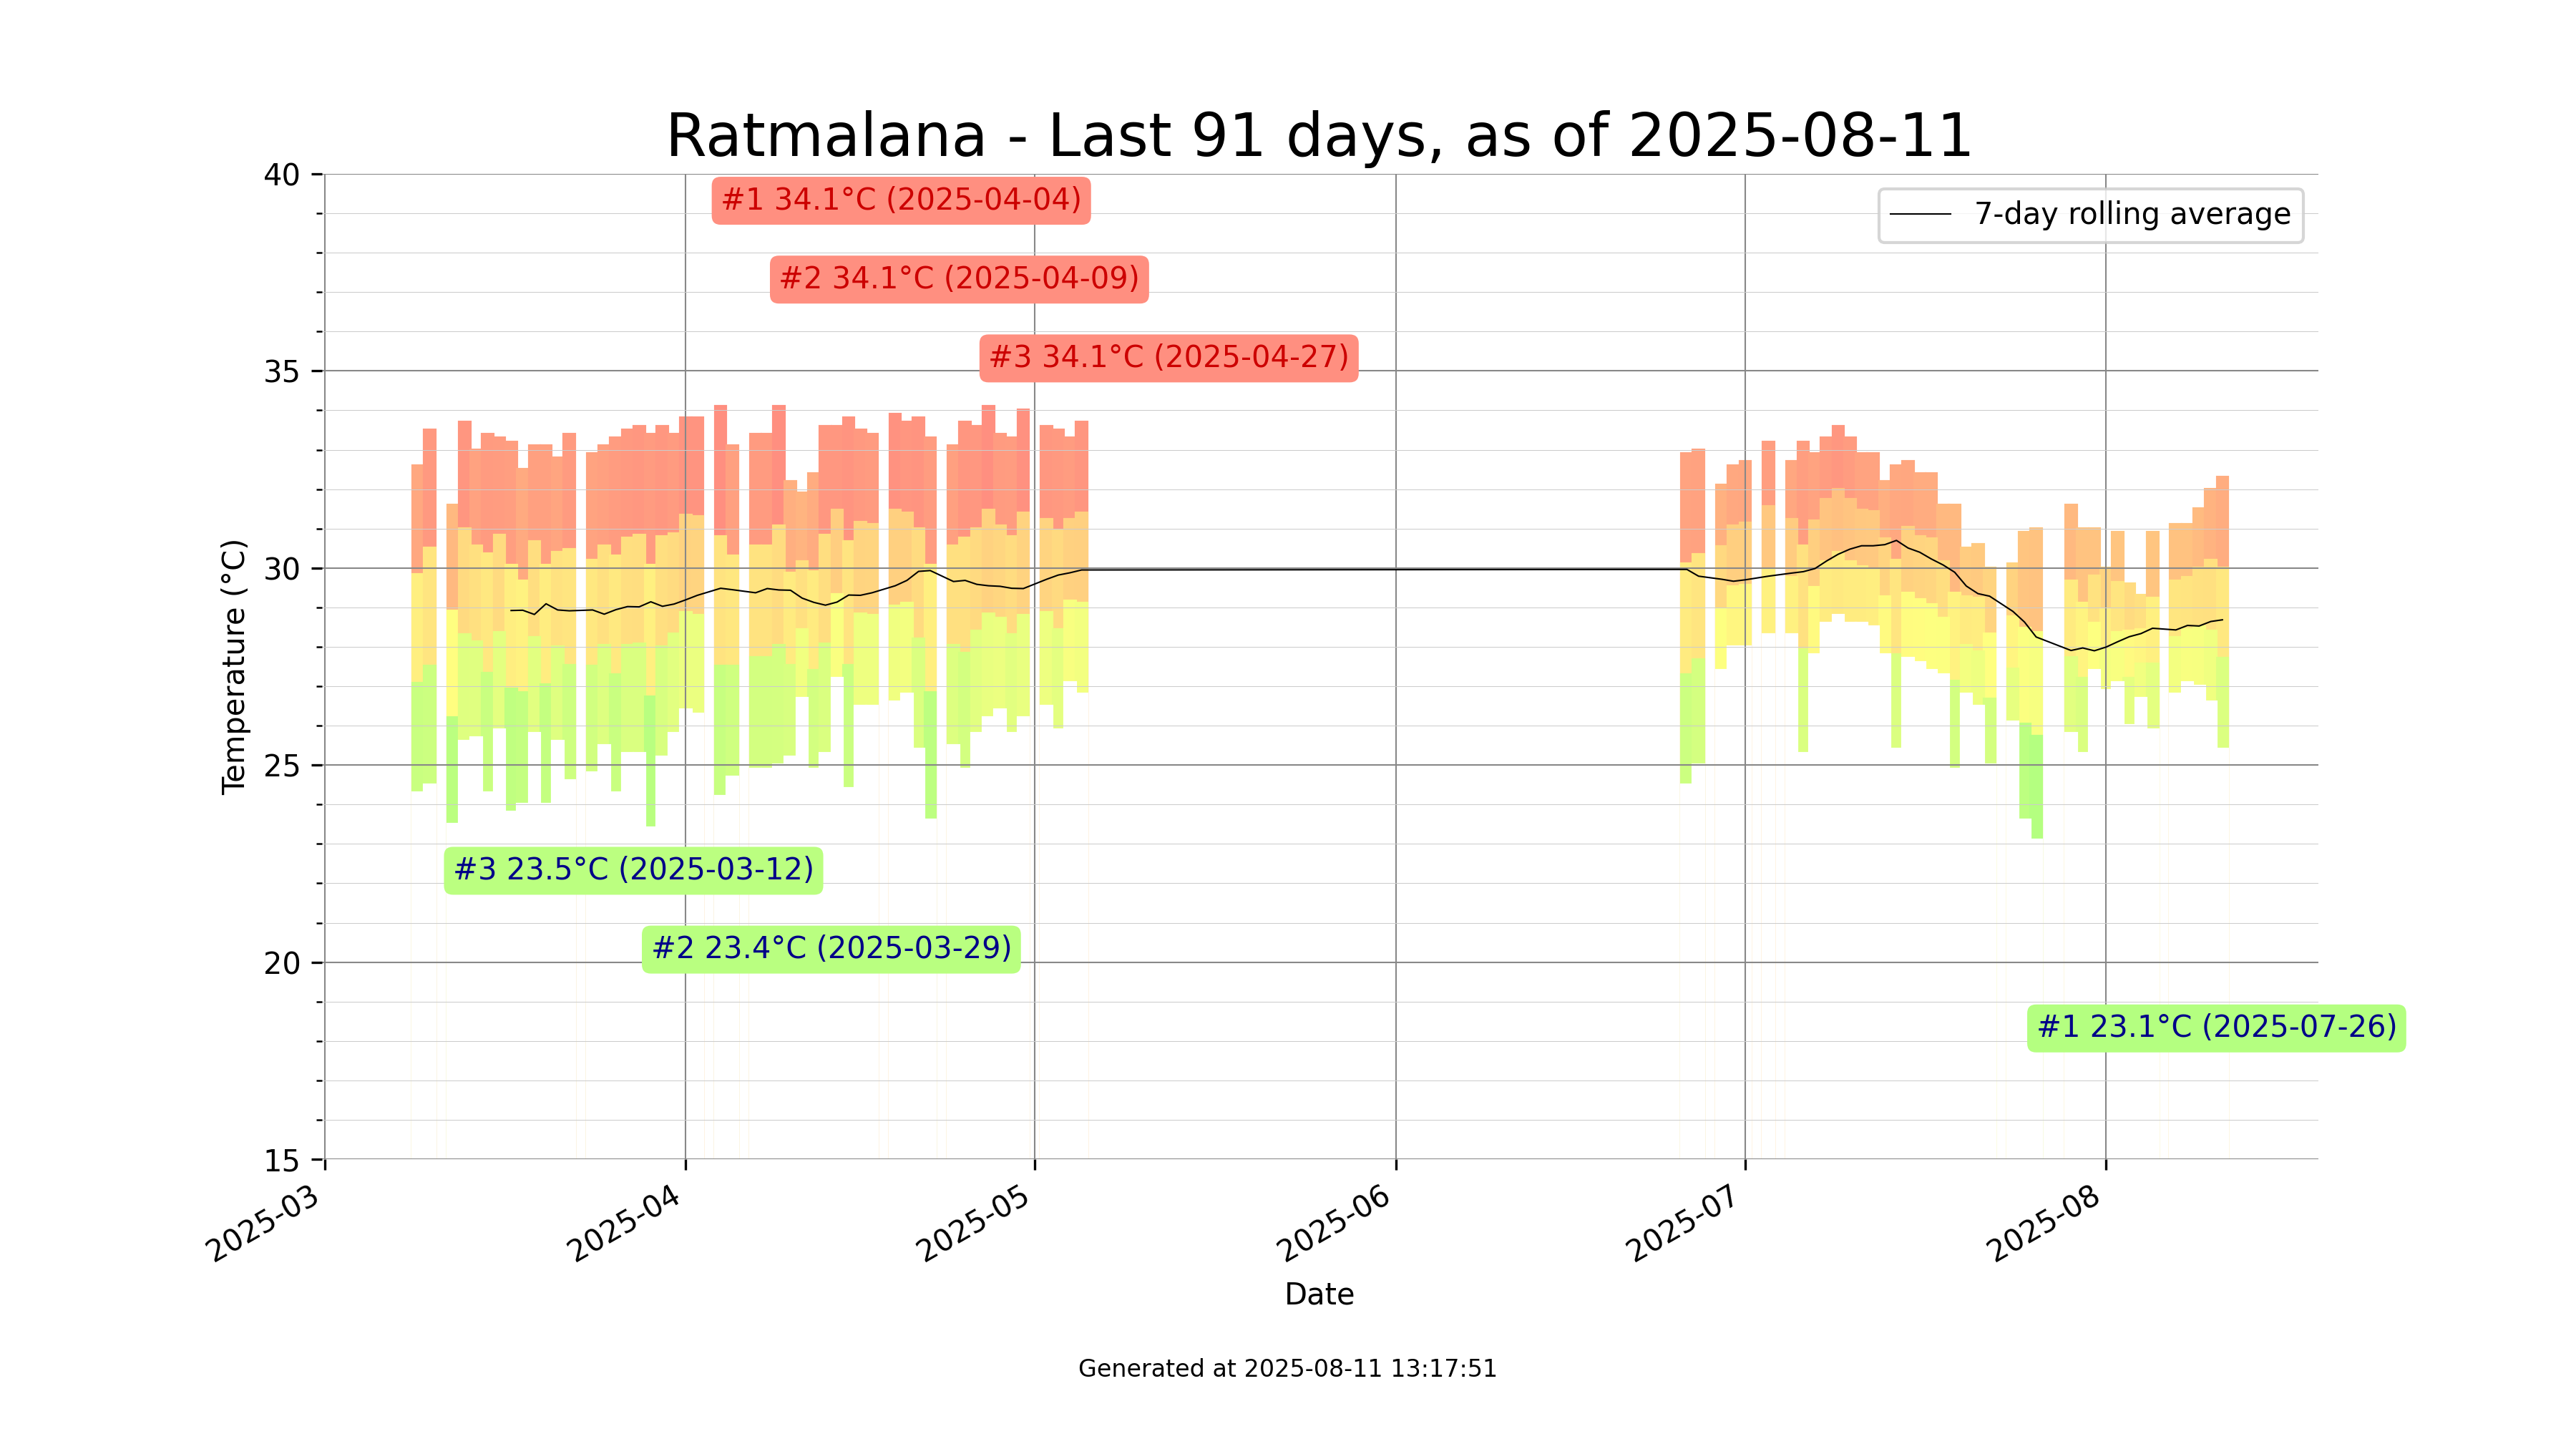 Ratmalana - Last 91 days, as of 2025-08-11
40
#1 34.1°C (2025-04-04)
7-day rolling average
#2 34.1°C (2025-04-09)
#3 34.1°C (2025-04-27)
35
30
Temperature (°C)
25
#3 23.5°C (2025-03-12)
#2 23.4°C (2025-03-29)
20
#1 23.1°C (2025-07-26)
15
2025-03
2025-04
2025-05
2025-06
2025-07
2025-08
Date
Generated at 2025-08-11 13:17:51